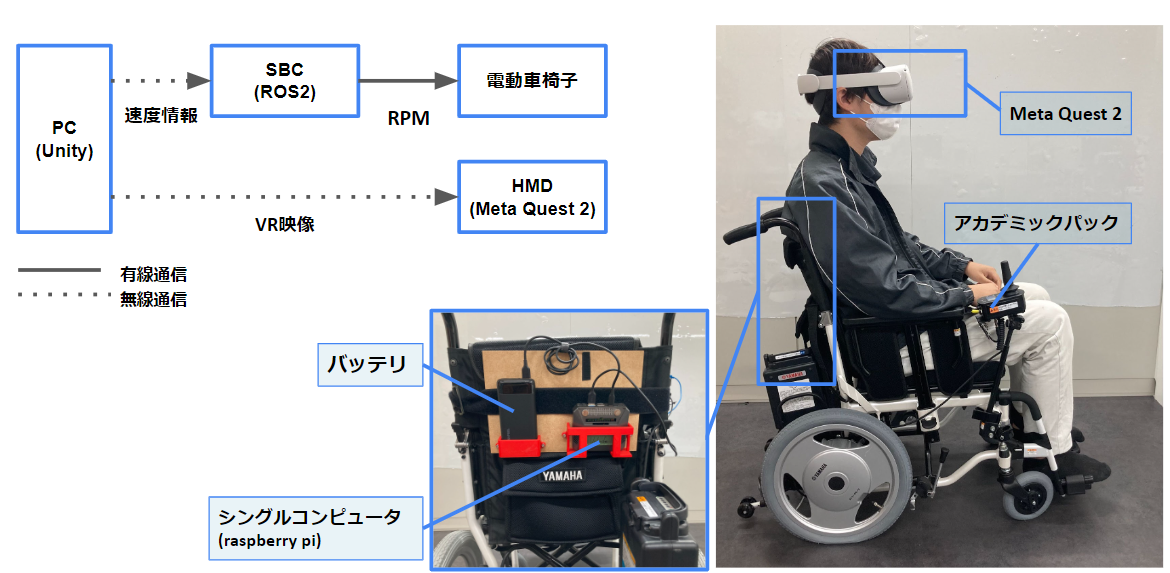 PC
(Unity)
速度情報
SBC
(ROS2)
RPM
電動車椅子
VR映像
HMD
(Meta Quest 2)
有線通信
無線通信
バッテリ
シングルコンピュータ
(raspberry pi)
YAMAHA
Meta Quest 2
アカデミックパック
YAMAHA